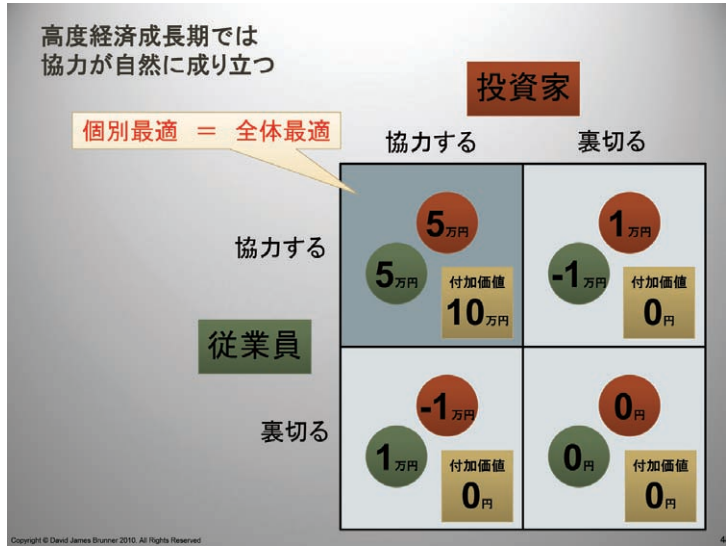 高度経済成長期では
協力が自然に成り立つ
投資家
個別最適 = 全体最適
協力する
裏切る
協力する
5万円
5万円
付加価値
10万円
1万円
-1万円
付加価値
0円
従業員
裏切る
-1万円
1万円
付加価値
0円
0円
0円
付加価値
0円
Copyright © David James Brunner 2010. All Rights Reserved
4